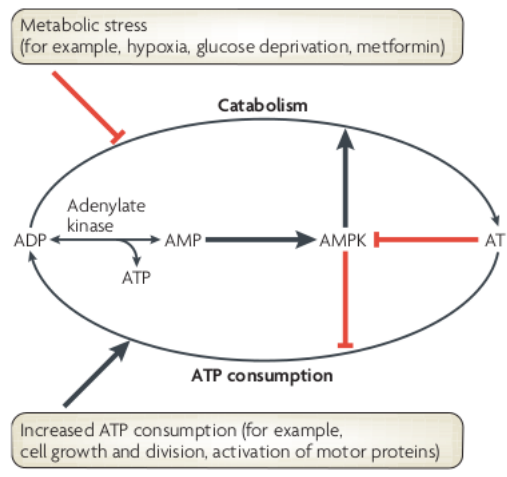 Metabolic stress
(for example, hypoxia, glucose deprivation, metformin)
Catabolism
Adenylate
kinase
ADP
AMP
AMPK
AT
ATP
ATP consumption
Increased ATP consumption (for example,
cell growth and division, activation of motor proteins)